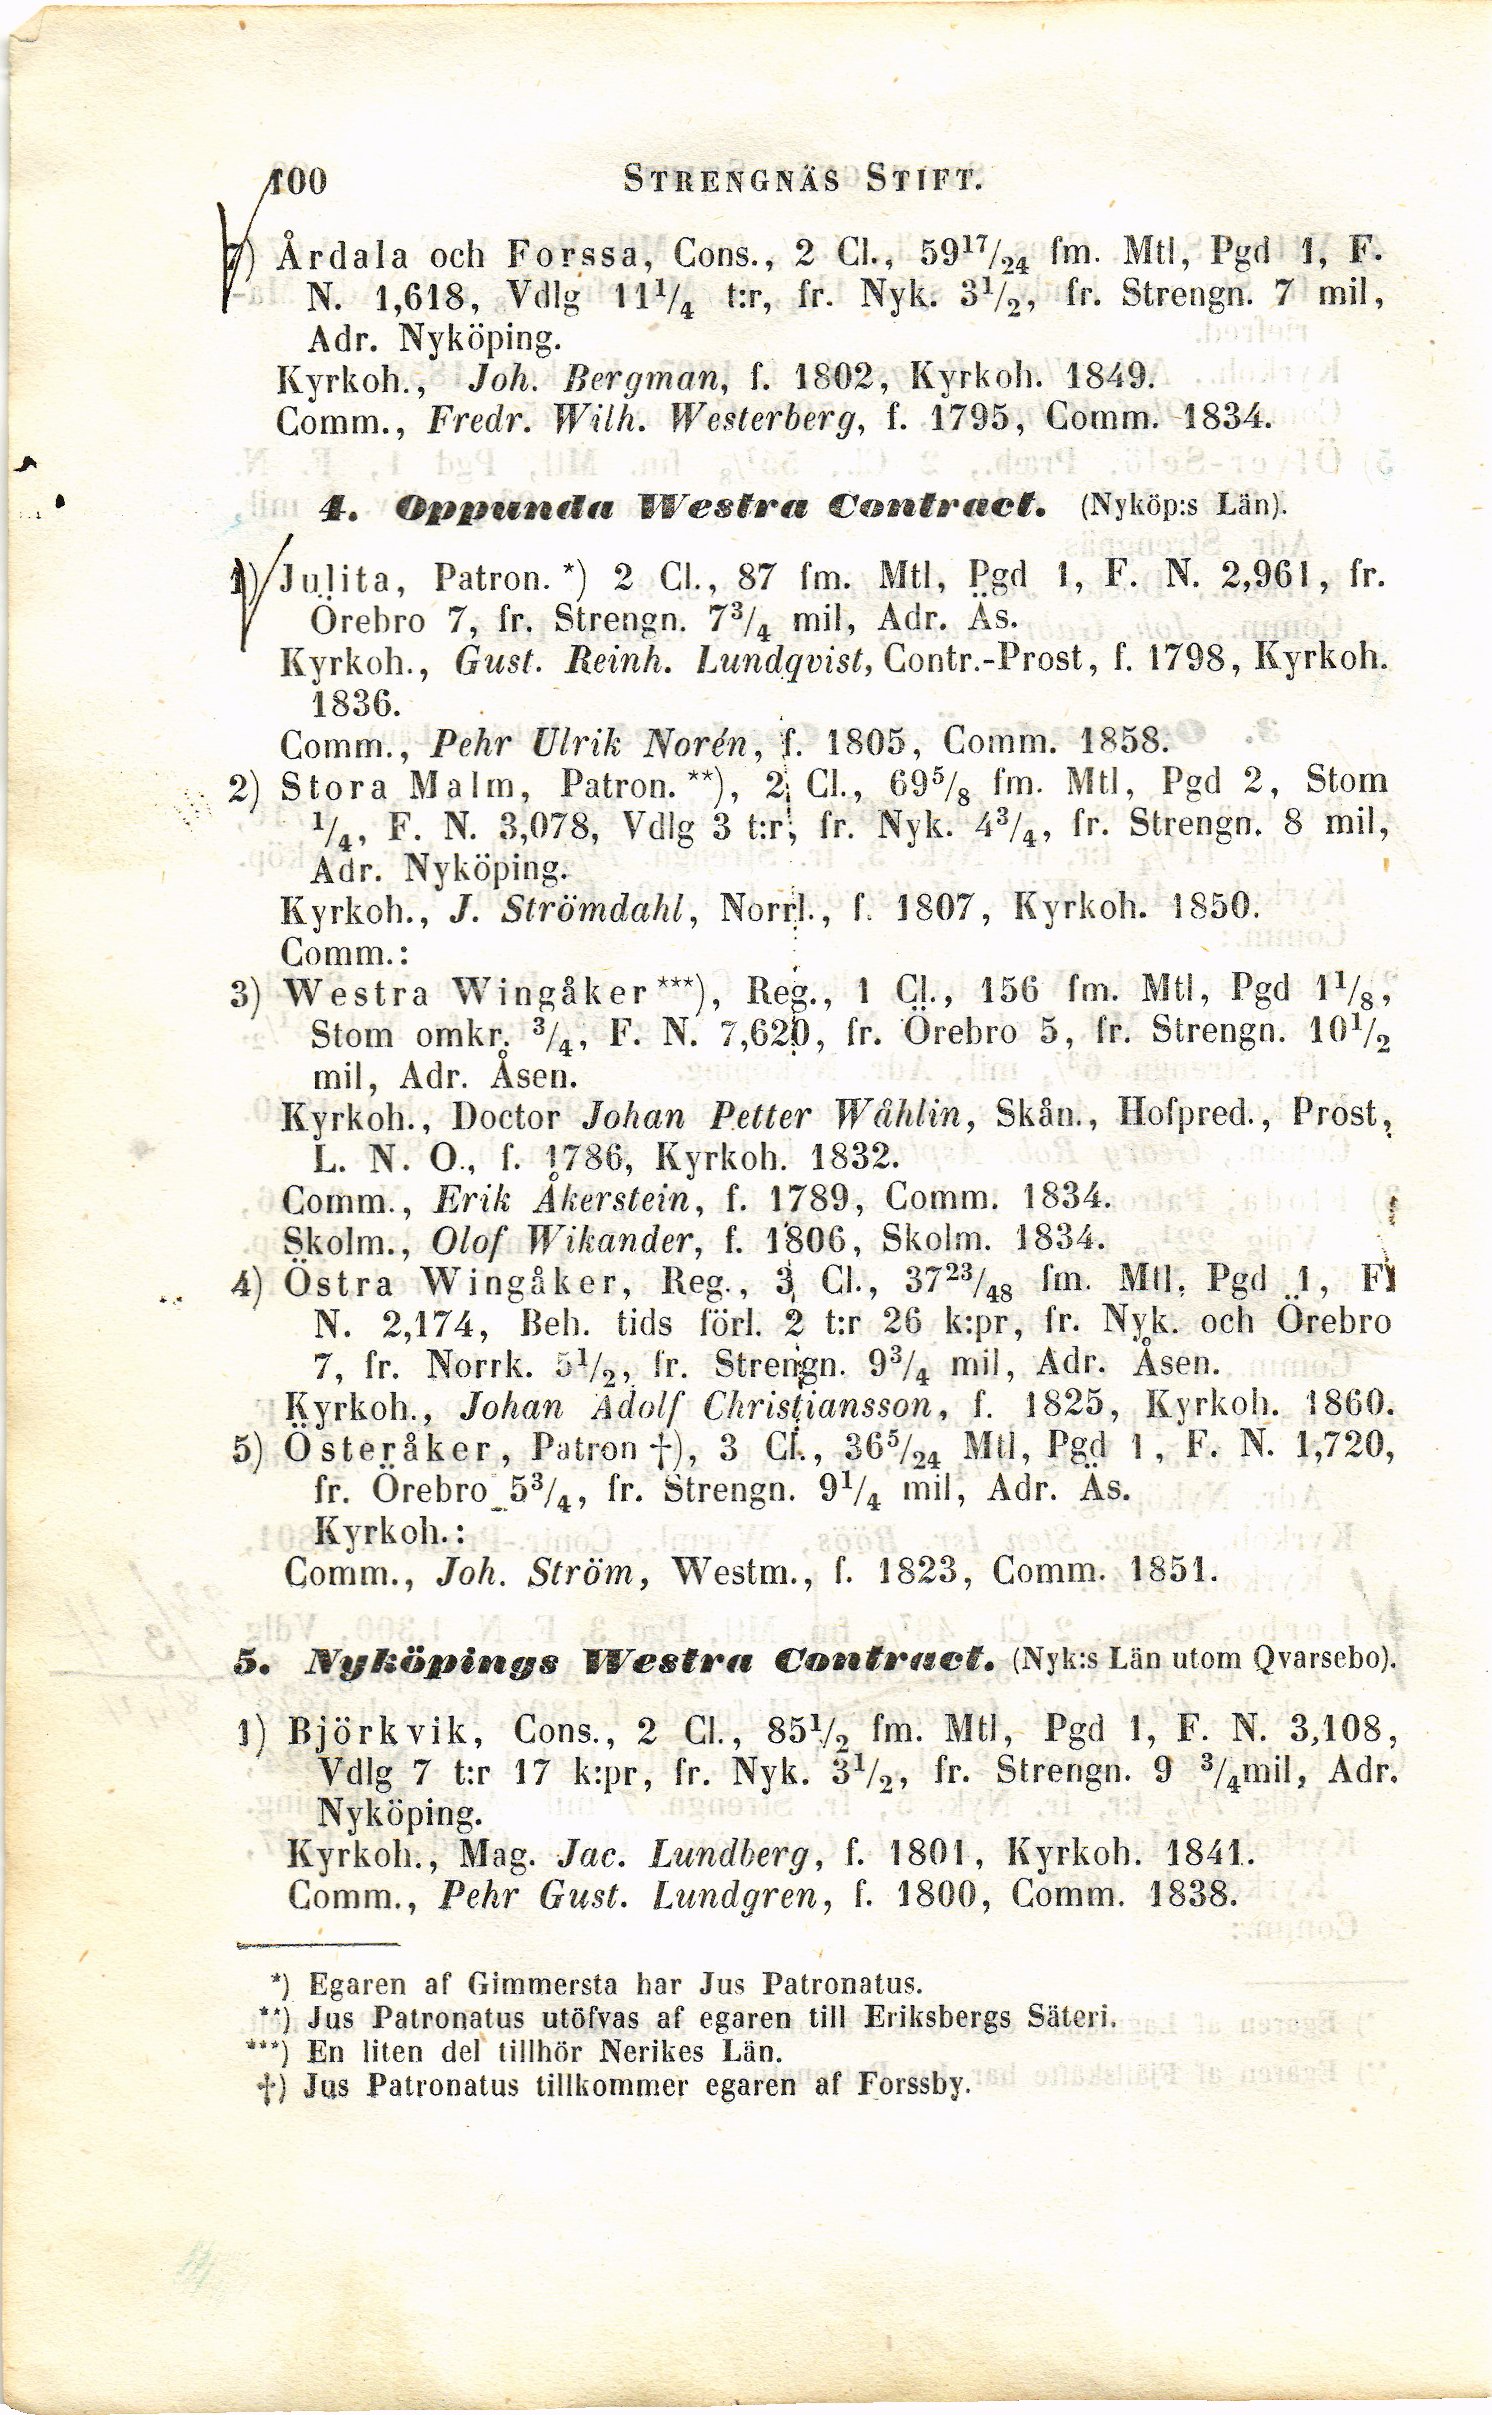 100 STRENGNÄS STIFT.
7) Årdala och Forssa, Cons., 2 Cl., 59¹⁷/₂₄ fm. Mtl, Pgd 1, F.
N. 1,618, Vdlg 11¹/₄ t:r, fr. Nyk. 3¹/₂, fr. Strengn. 7 mil,
Adr. Nyköping.
Kyrkoh., Joh. Bergman, f. 1802, Kyrkoh. 1849.
Comm., Fredr. Wilh. Westerberg, f. 1795, Comm. 1834.
4. Oppunda Westra Contract. (Nyköp:s Län).
1) Julita, Patron. *) 2 Cl., 87 fm. Mtl, Pgd 1, F. N. 2,961, fr.
Örebro 7, fr. Strengn. 7³/₄ mil, Adr. Äs.
Kyrkoh., Gust. Reinh. Lundqvist, Contr.-Prost, f. 1798, Kyrkoh.
1836.
Comm., Pehr Ulrik Norén, f. 1805, Comm. 1858.
2) Stora Malm, Patron. **), 2 Cl., 69⁵/₈ fm. Mtl, Pgd 2, Stom
¹/₄, F. N. 3,078, Vdlg 3 t:r, fr. Nyk. 4³/₄, fr. Strengn. 8 mil,
Adr. Nyköping.
Kyrkoh., J. Strömdahl, Norrl., f. 1807, Kyrkoh. 1850.
Comm.:
3) Westra Wingåker ***), Reg., 1 Cl., 156 fm. Mtl, Pgd 1¹/₈,
Stom omkr. ³/₄, F. N. 7,620, fr. Örebro 5, fr. Strengn. 10¹/₂
mil, Adr. Åsen.
Kyrkoh., Doctor Johan Petter Wåhlin, Skån., Hofpred., Prost,
L. N. O., f. 1786, Kyrkoh. 1832.
Comm., Erik Åkerstein, f. 1789, Comm. 1834.
Skolm., Olof Wikander, f. 1806, Skolm. 1834.
4) Östra Wingåker, Reg., 3 Cl., 37²³/₄₈ fm. Mtl, Pgd 1, F.
N. 2,174, Beh. tids förl. 2 t:r 26 k:pr, fr. Nyk. och Örebro
7, fr. Norrk. 5¹/₂, fr. Strengn. 9³/₄ mil, Adr. Åsen.
Kyrkoh., Johan Adolf Christiansson, f. 1825, Kyrkoh. 1860.
5) Österåker, Patron †), 3 Cl., 36⁵/₂₄ Mtl, Pgd 1, F. N. 1,720,
fr. Örebro 5³/₄, fr. Strengn. 9¹/₄ mil, Adr. Äs.
Kyrkoh.:
Comm., Joh. Ström, Westm., f. 1823, Comm. 1851.
5. Nyköpings Westra Contract. (Nyk:s Län utom Qvarsebo).
1) Björkvik, Cons., 2 Cl., 85¹/₂ fm. Mtl, Pgd 1, F. N. 3,108,
Vdlg 7 t:r 17 k:pr, fr. Nyk. 3¹/₂, fr. Strengn. 9 ³/₄mil, Adr.
Nyköping.
Kyrkoh., Mag. Jac. Lundberg, f. 1801, Kyrkoh. 1841.
Comm., Pehr Gust. Lundgren, f. 1800, Comm. 1838.
*) Egaren af Gimmersta har Jus Patronatus.
**) Jus Patronatus utöfvas af egaren till Eriksbergs Säteri.
***) En liten del tillhör Nerikes Län.
†) Jus Patronatus tillkommer egaren af Forssby.